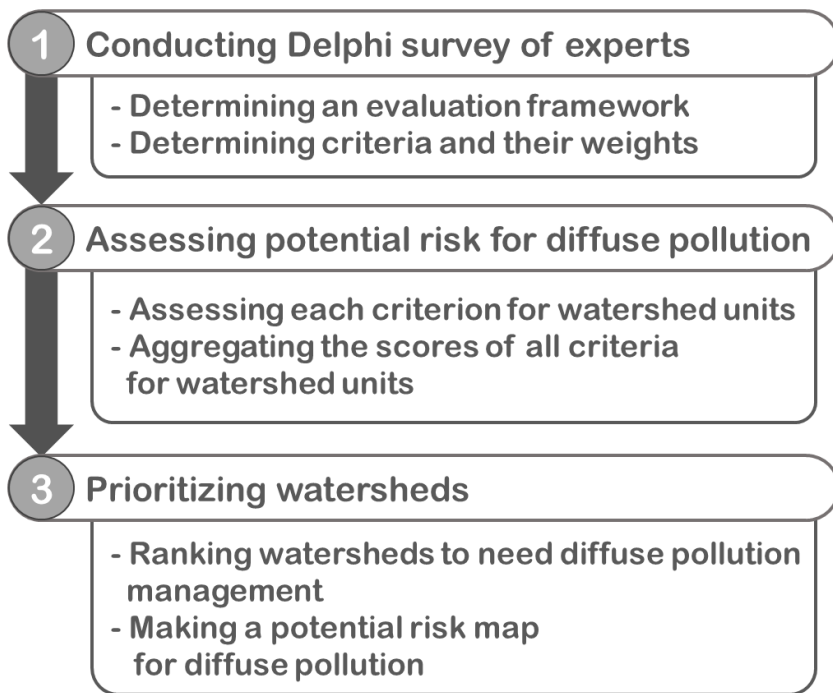 1 Conducting Delphi survey of experts
- Determining an evaluation framework
- Determining criteria and their weights
2 Assessing potential risk for diffuse pollution
- Assessing each criterion for watershed units
- Aggregating the scores of all criteria
for watershed units
3 Prioritizing watersheds
- Ranking watersheds to need diffuse pollution
management
- Making a potential risk map
for diffuse pollution